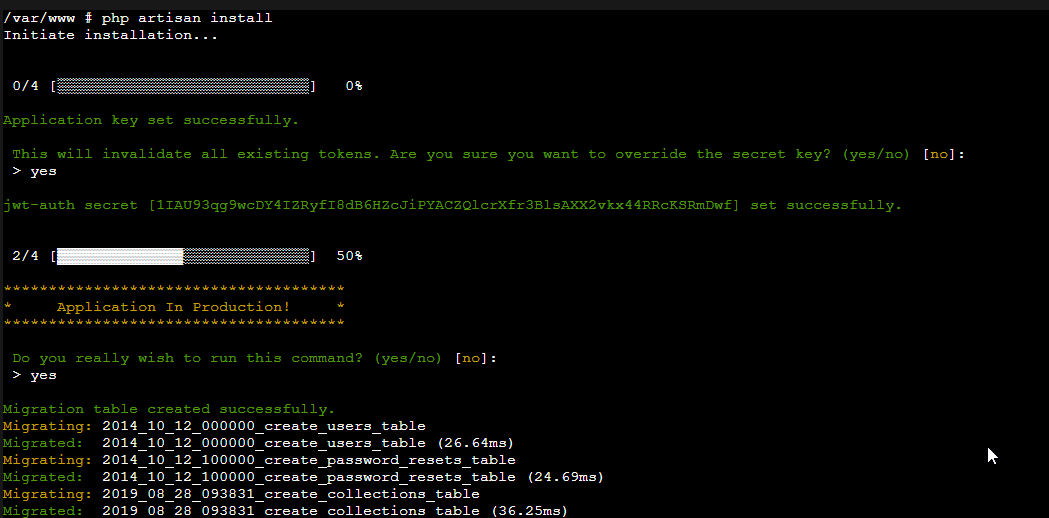 /var/www # php artisan install
Initiate installation...
0/4 [░░░░░░░░░░░░░░░░░░░░░░░░░░░░] 0%
Application key set successfully.
This will invalidate all existing tokens. Are you sure you want to override the secret key? (yes/no) [no]:
> yes
jwt-auth secret [1IAU93qg9wcDY4IZRyfI8dB6HZcJiPYACZQlcrXfr3BlsAXX2vkx44RRcKSRmDwf] set successfully.
2/4 [▓▓▓▓▓▓▓▓▓▓▓▓▓▓░░░░░░░░░░░░░░] 50%
**************************************
* Application In Production! *
**************************************
Do you really wish to run this command? (yes/no) [no]:
> yes
Migration table created successfully.
Migrating: 2014_10_12_000000_create_users_table
Migrated: 2014_10_12_000000_create_users_table (26.64ms)
Migrating: 2014_10_12_100000_create_password_resets_table
Migrated: 2014_10_12_100000_create_password_resets_table (24.69ms)
Migrating: 2019_08_28_093831_create_collections_table
Migrated: 2019_08_28_093831_create_collections_table (36.25ms)